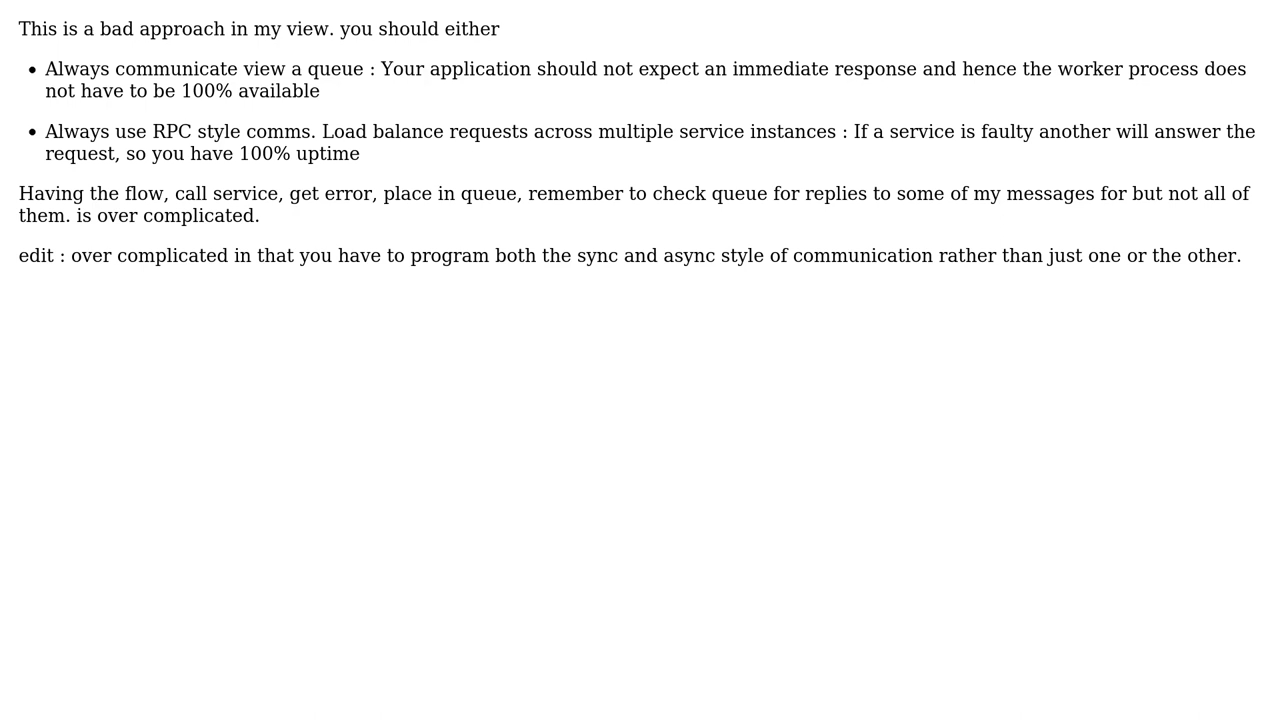 This is a bad approach in my view. you should either
• Always communicate view a queue : Your application should not expect an immediate response and hence the worker process does
not have to be 100% available
• Always use RPC style comms. Load balance requests across multiple service instances : If a service is faulty another will answer the
request, so you have 100% uptime
Having the flow, call service, get error, place in queue, remember to check queue for replies to some of my messages for but not all of
them. is over complicated.
edit : over complicated in that you have to program both the sync and async style of communication rather than just one or the other.